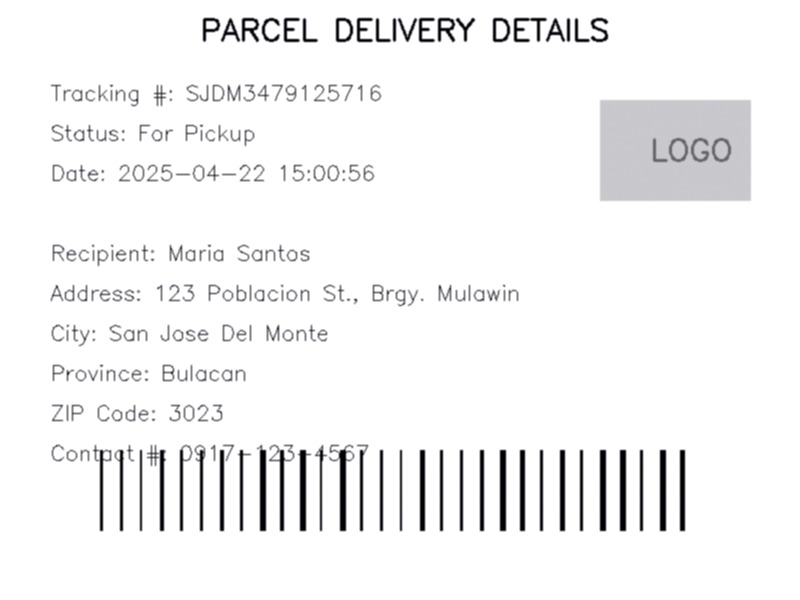 PARCEL DELIVERY DETAILS
Tracking #: SJDM3479125716
Status: For Pickup
Date: 2025-04-22 15:00:56
LOGO
Recipient: Maria Santos
Address: 123 Poblacion St., Brgy. Mulawin
City: San Jose Del Monte
Province: Bulacan
ZIP Code: 3023
Contact #: 0917-123-4567